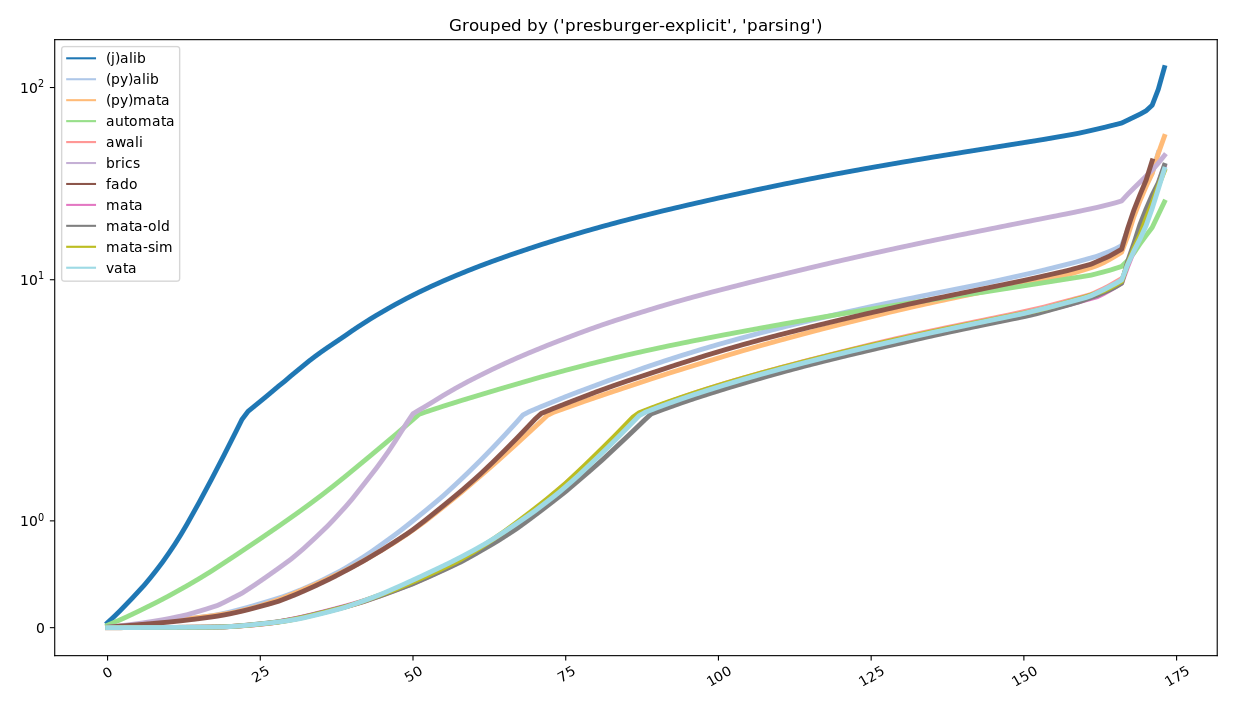 Grouped by ('presburger-explicit', 'parsing')
(j)alib
(py)alib
(py)mata
automata
awali
brics
fado
mata
mata-old
mata-sim
vata
10²
10¹
10⁰
0
0 25 50 75 100 125 150 175